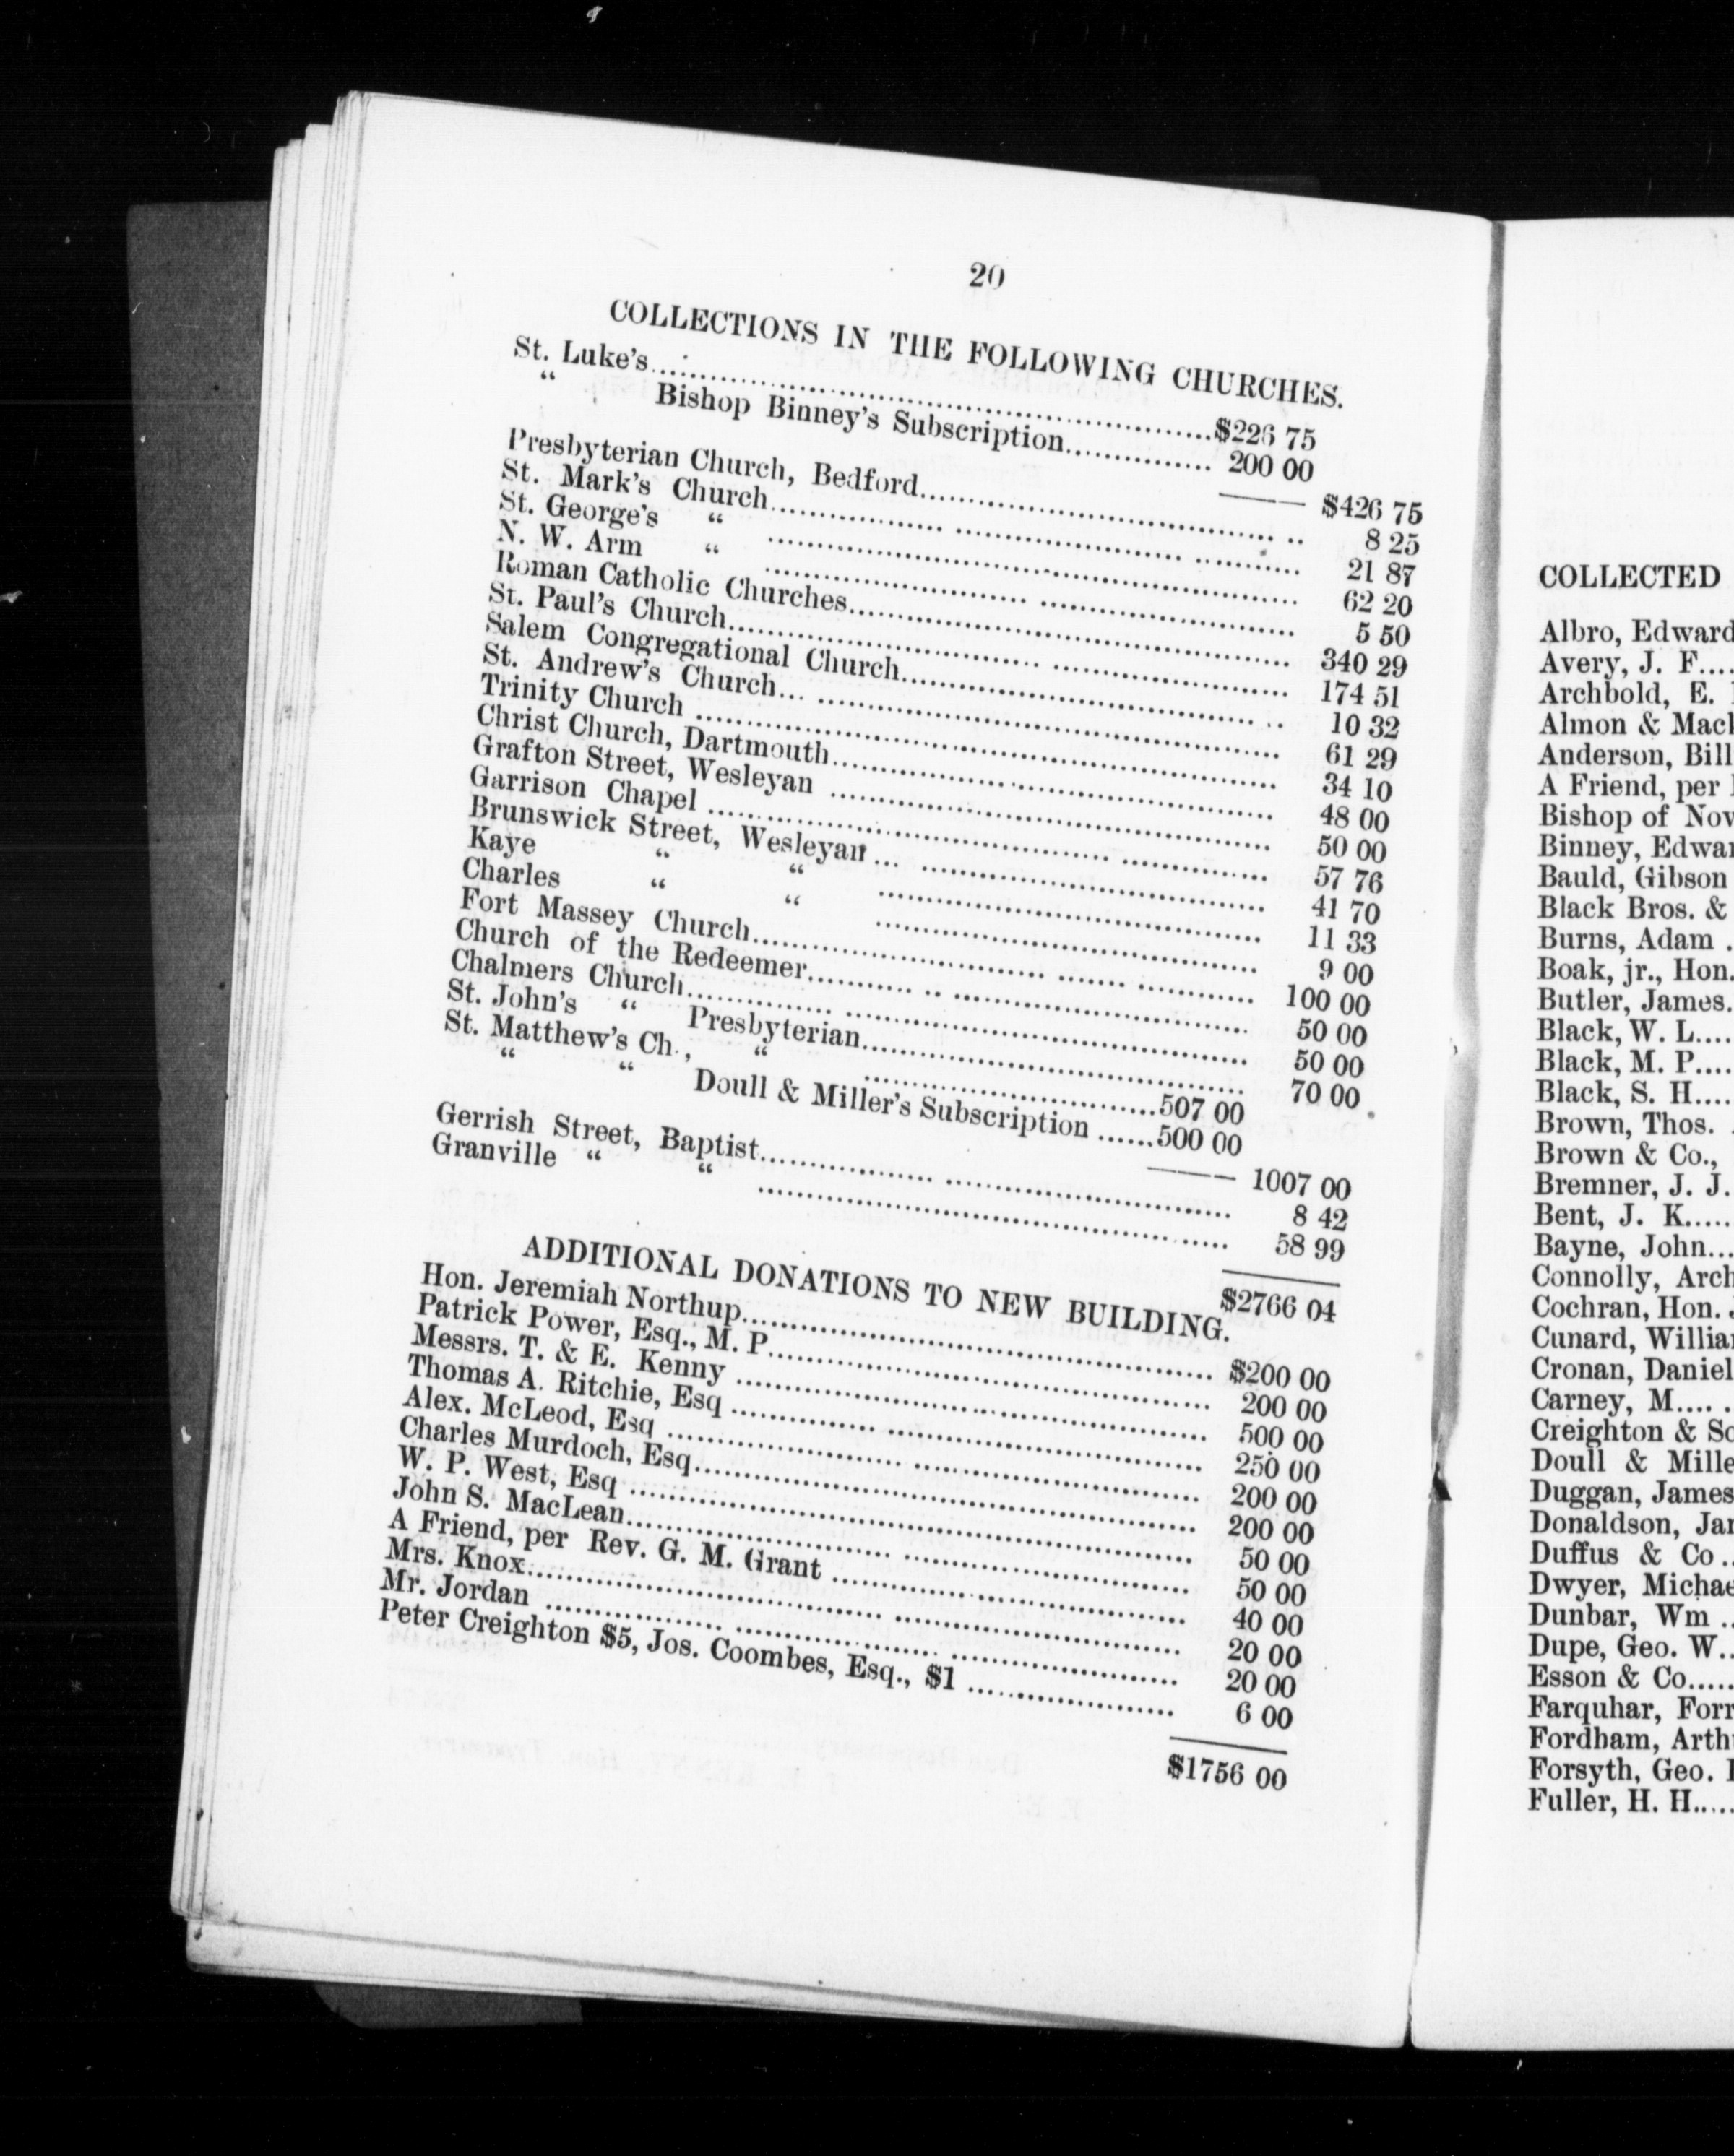 20
COLLECTIONS IN THE FOLLOWING CHURCHES.
St. Luke's..........$226 75
“ Bishop Binney's Subscription.......... 200 00
——— $426 75
Presbyterian Church, Bedford.......... 8 25
St. Mark's Church.......... 21 87
St. George's “ .......... 62 20
N. W. Arm “ .......... 5 50
Roman Catholic Churches.......... 340 29
St. Paul's Church.......... 174 51
Salem Congregational Church.......... 10 32
St. Andrew's Church.......... 61 29
Trinity Church .......... 34 10
Christ Church, Dartmouth.......... 48 00
Grafton Street, Wesleyan .......... 50 00
Garrison Chapel .......... 57 76
Brunswick Street, Wesleyan.......... 41 70
Kaye “ “ .......... 11 33
Charles “ “ .......... 9 00
Fort Massey Church.......... 100 00
Church of the Redeemer.......... 50 00
Chalmers Church.......... 50 00
St. John's “ Presbyterian.......... 70 00
St. Matthew's Ch., “ ..........507 00
“ “ Doull & Miller's Subscription ......500 00
——— 1007 00
Gerrish Street, Baptist.......... 8 42
Granville “ “ .......... 58 99
$2766 04
ADDITIONAL DONATIONS TO NEW BUILDING.
Hon. Jeremiah Northup.......... $200 00
Patrick Power, Esq., M. P.......... 200 00
Messrs. T. & E. Kenny .......... 500 00
Thomas A. Ritchie, Esq .......... 250 00
Alex. McLeod, Esq .......... 200 00
Charles Murdoch, Esq.......... 200 00
W. P. West, Esq .......... 50 00
John S. MacLean.......... 50 00
A Friend, per Rev. G. M. Grant .......... 40 00
Mrs. Knox.......... 20 00
Mr. Jordan .......... 20 00
Peter Creighton $5, Jos. Coombes, Esq., $1 .......... 6 00
$1756 00
COLLECTED
Albro, Edward
Avery, J. F....
Archbold, E.
Almon & Mack
Anderson, Bill
A Friend, per
Bishop of Nov
Binney, Edwar
Bauld, Gibson
Black Bros. &
Burns, Adam .
Boak, jr., Hon.
Butler, James.
Black, W. L....
Black, M. P....
Black, S. H....
Brown, Thos.
Brown & Co.,
Bremner, J. J.
Bent, J. K.....
Bayne, John...
Connolly, Arch
Cochran, Hon.
Cunard, Willia
Cronan, Daniel
Carney, M.... .
Creighton & So
Doull & Mille
Duggan, James
Donaldson, Jam
Duffus & Co ..
Dwyer, Michae
Dunbar, Wm ..
Dupe, Geo. W..
Esson & Co.....
Farquhar, Forr
Fordham, Arth
Forsyth, Geo.
Fuller, H. H.....